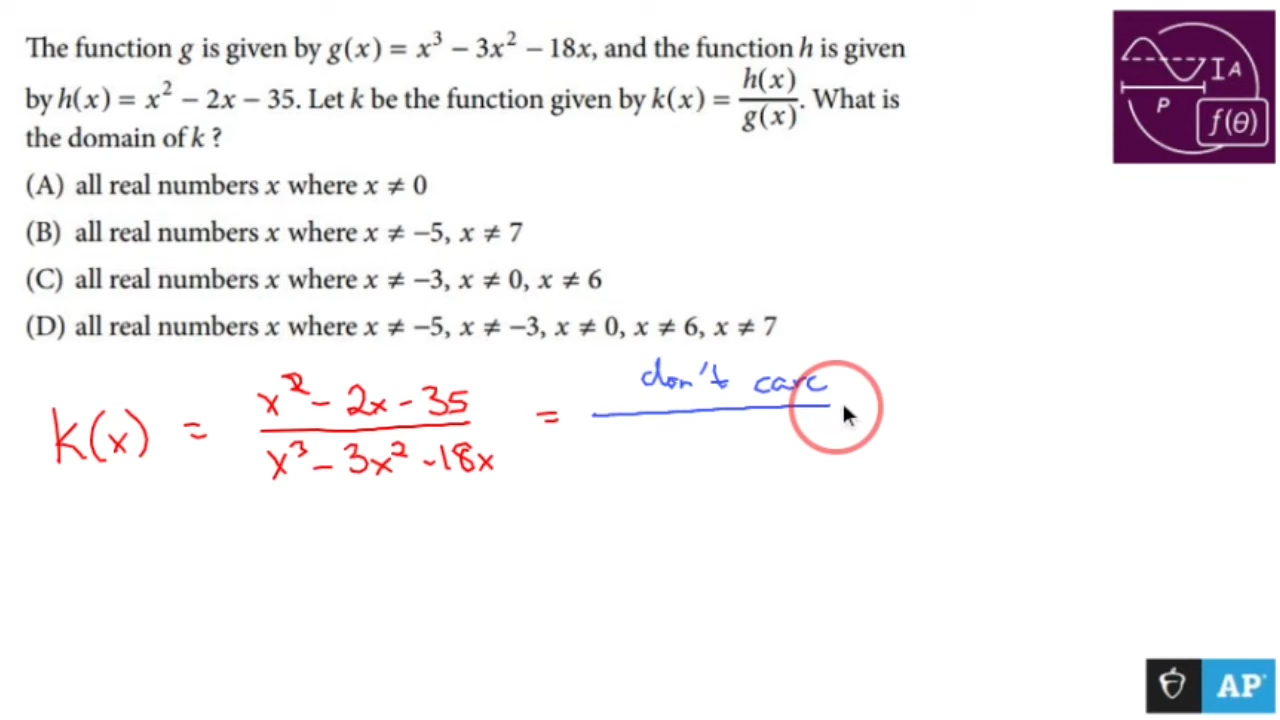 The function g is given by g(x) = x³ − 3x² − 18x, and the function h is given
by h(x) = x² − 2x − 35. Let k be the function given by k(x) = h(x)/g(x). What is
the domain of k ?
(A) all real numbers x where x ≠ 0
(B) all real numbers x where x ≠ −5, x ≠ 7
(C) all real numbers x where x ≠ −3, x ≠ 0, x ≠ 6
(D) all real numbers x where x ≠ −5, x ≠ −3, x ≠ 0, x ≠ 6, x ≠ 7
don't care
k(x) = (x² - 2x - 35)/(x³ - 3x² - 18x) =
A
P
f(θ)
AP